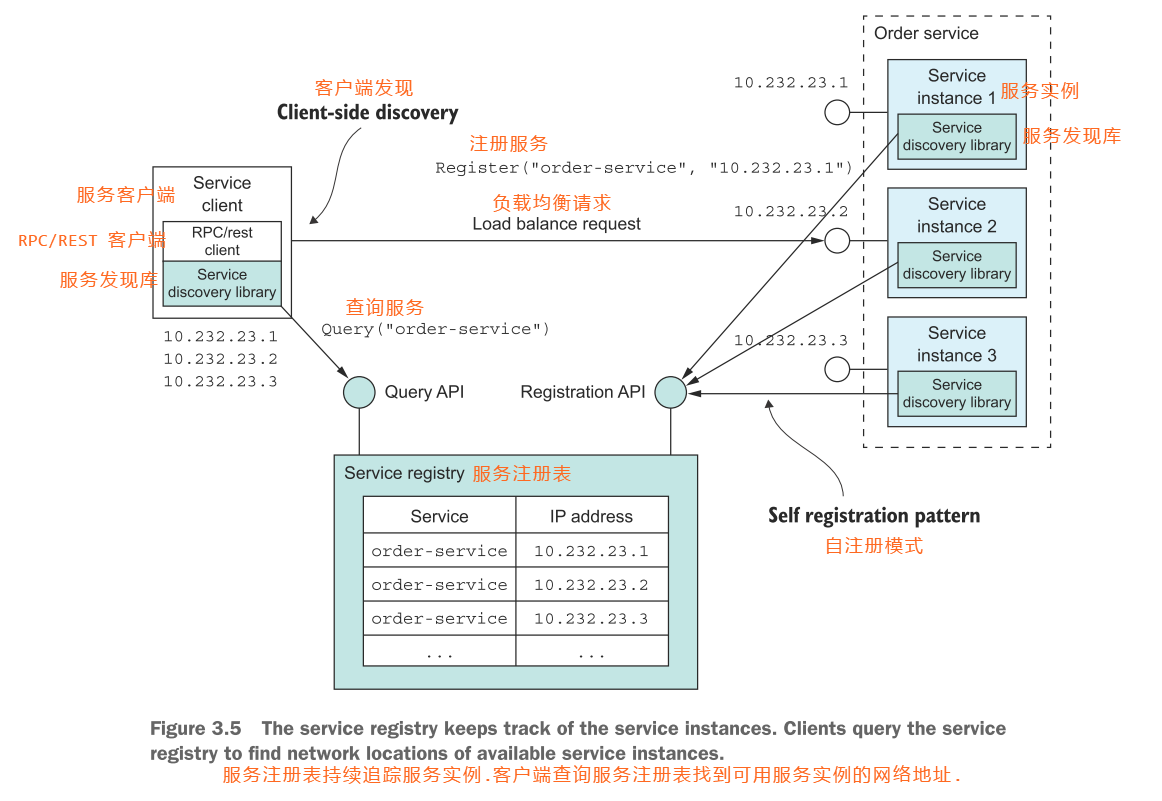 Order service
10.232.23.1
Service
instance 1
服务实例
Service
discovery library
服务发现库
客户端发现
Client-side discovery
注册服务
Register("order-service", "10.232.23.1")
服务客户端
Service
client
RPC/REST 客户端
RPC/rest
client
服务发现库
Service
discovery library
负载均衡请求
Load balance request
10.232.23.2
Service
instance 2
Service
discovery library
查询服务
Query("order-service")
10.232.23.1
10.232.23.2
10.232.23.3
10.232.23.3
Service
instance 3
Service
discovery library
Query API
Registration API
Service registry 服务注册表
Service IP address
order-service 10.232.23.1
order-service 10.232.23.2
order-service 10.232.23.3
... ...
Self registration pattern
自注册模式
Figure 3.5 The service registry keeps track of the service instances. Clients query the service
registry to find network locations of available service instances.
服务注册表持续追踪服务实例.客户端查询服务注册表找到可用服务实例的网络地址.